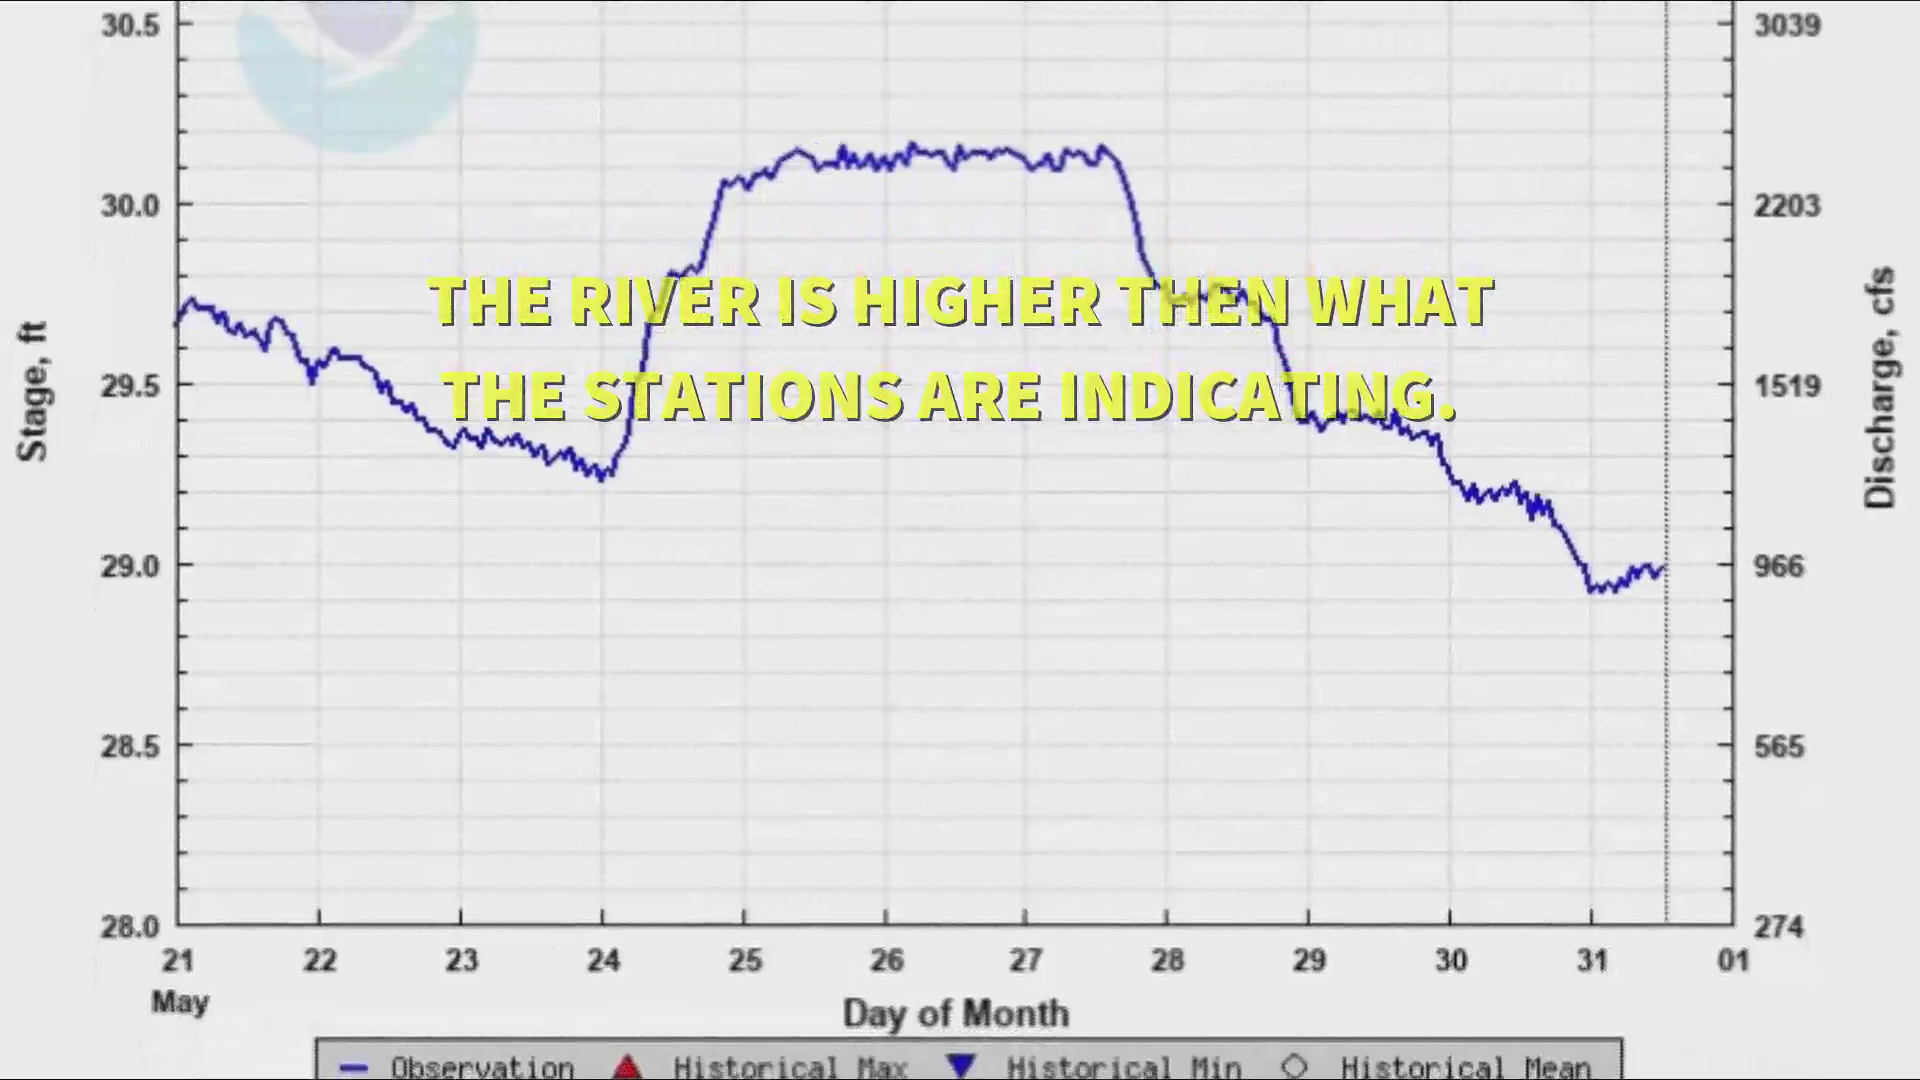 30.5
3039
30.0
2203
THE RIVER IS HIGHER THEN WHAT
THE STATIONS ARE INDICATING.
Stage, ft
Discharge, cfs
29.5
1519
29.0
966
28.5
565
28.0
274
21 22 23 24 25 26 27 28 29 30 31 01
May
Day of Month
Observation Historical Max Historical Min Historical Mean